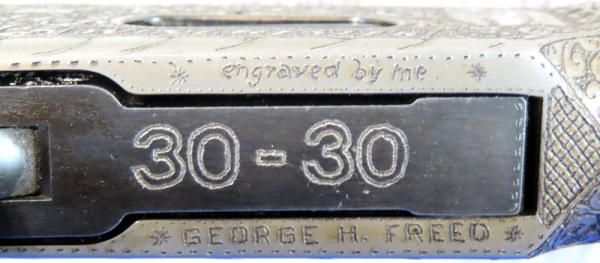 * engraved by me *
30-30
* GEORGE H. FREED *